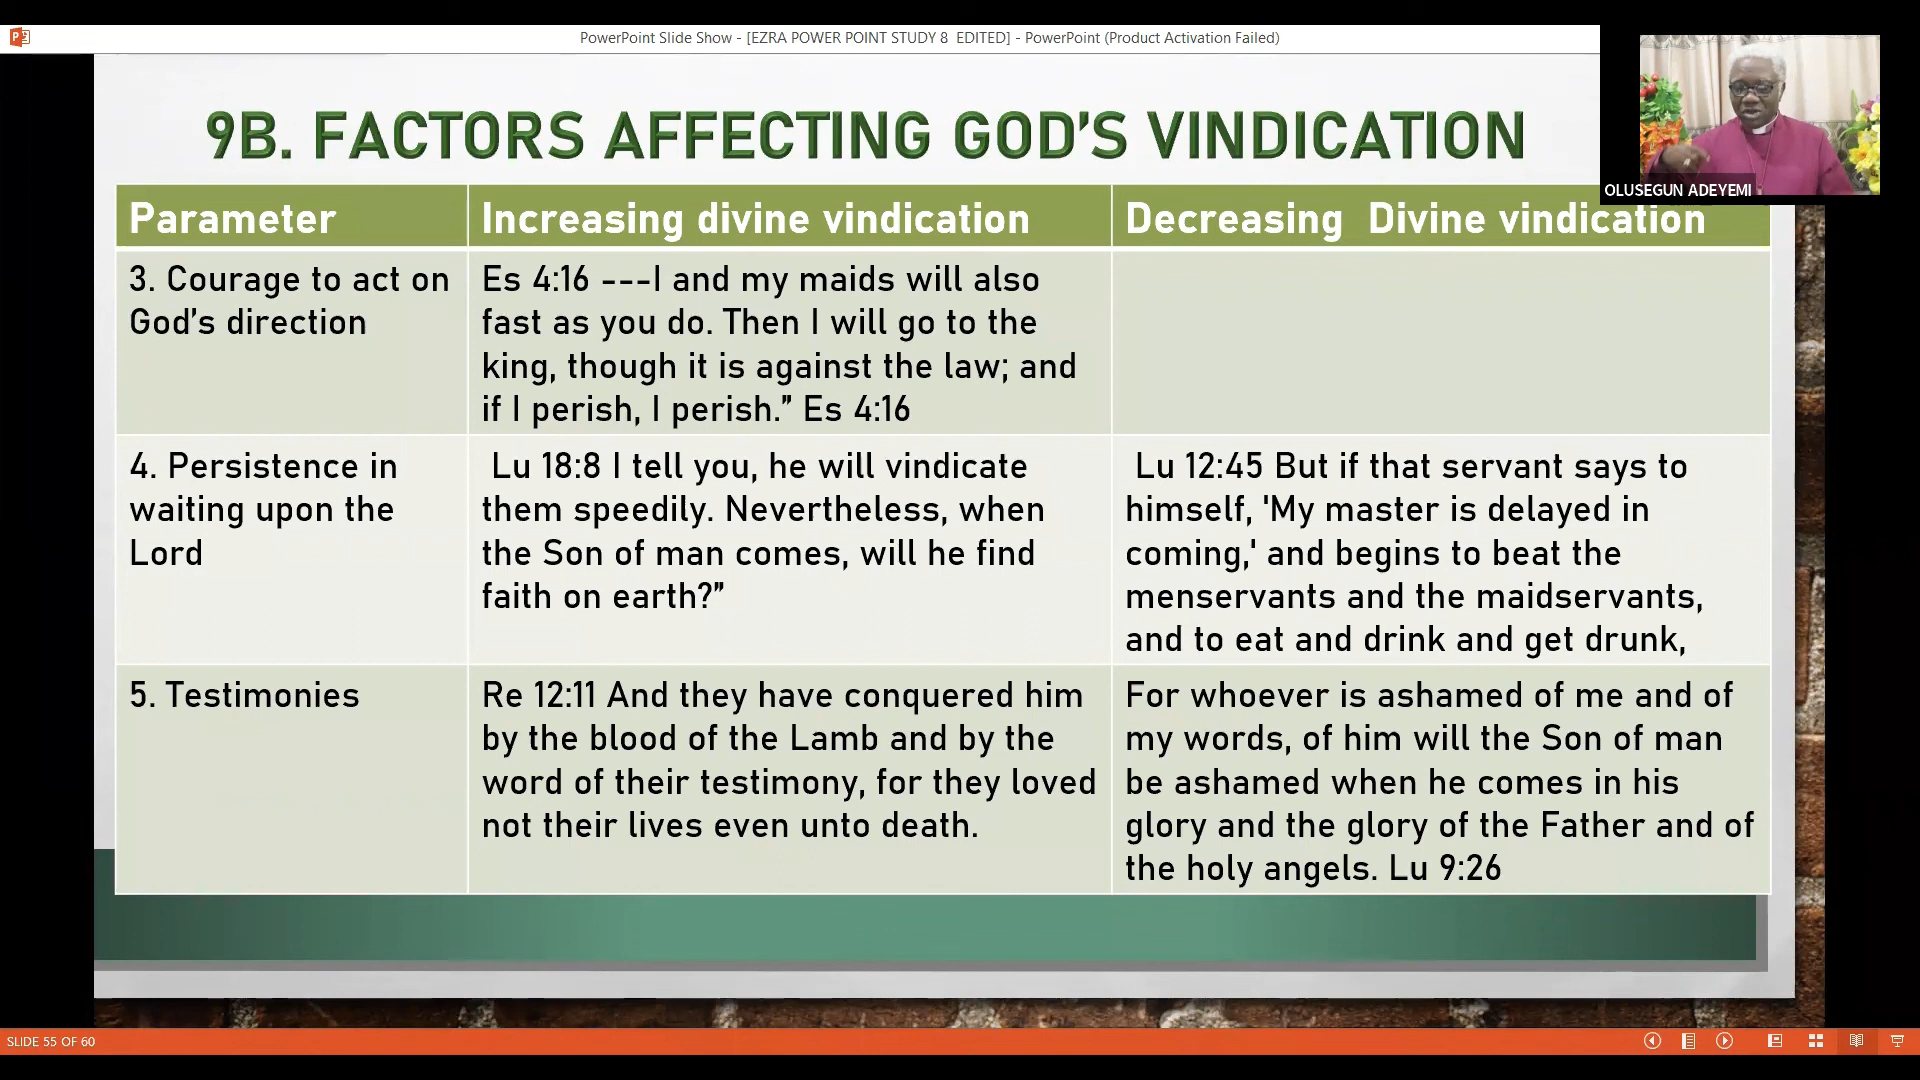 PowerPoint Slide Show - [EZRA POWER POINT STUDY 8  EDITED] - PowerPoint (Product Activation Failed)
9B. FACTORS AFFECTING GOD'S VINDICATION
OLUSEGUN ADEYEMI
Parameter
Increasing divine vindication
Decreasing  Divine vindication
3. Courage to act on
God's direction
Es 4:16 ---I and my maids will also
fast as you do. Then I will go to the
king, though it is against the law; and
if I perish, I perish.” Es 4:16
4. Persistence in
waiting upon the
Lord
Lu 18:8 I tell you, he will vindicate
them speedily. Nevertheless, when
the Son of man comes, will he find
faith on earth?”
Lu 12:45 But if that servant says to
himself, 'My master is delayed in
coming,' and begins to beat the
menservants and the maidservants,
and to eat and drink and get drunk,
5. Testimonies
Re 12:11 And they have conquered him
by the blood of the Lamb and by the
word of their testimony, for they loved
not their lives even unto death.
For whoever is ashamed of me and of
my words, of him will the Son of man
be ashamed when he comes in his
glory and the glory of the Father and of
the holy angels. Lu 9:26
SLIDE 55 OF 60